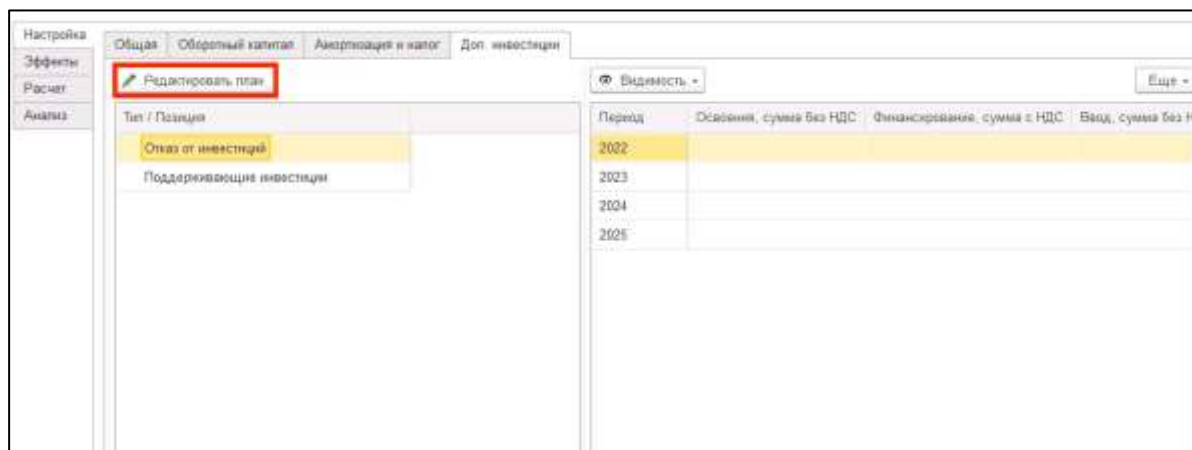 Настройка
Эффекты
Расчет
Анализ
Общая Оборотный капитал Амортизация и налог Доп. инвестиции
Редактировать план
Видимость
Еще
Тип / Позиция
Отказ от инвестиций
Поддерживающие инвестиции
Период Освоения, сумма без НДС Финансирование, сумма с НДС Ввод, сумма без Н
2022
2023
2024
2025